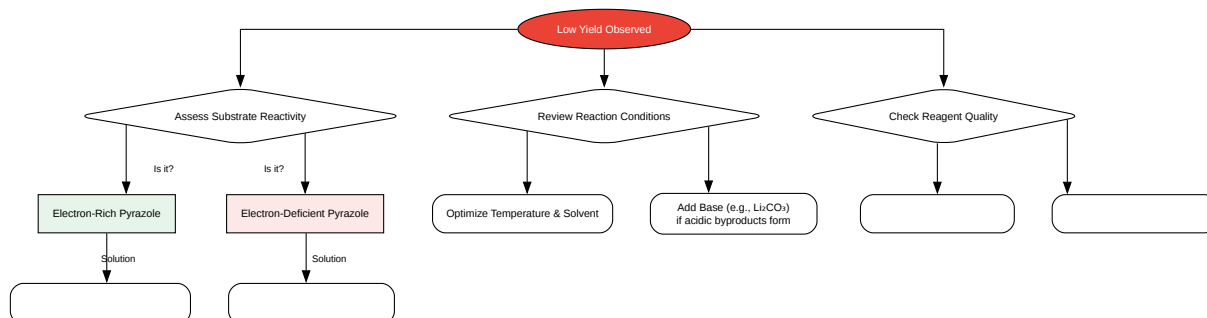 Low Yield Observed
Assess Substrate Reactivity
Review Reaction Conditions
Check Reagent Quality
Is it?
Is it?
Electron-Rich Pyrazole
Electron-Deficient Pyrazole
Optimize Temperature & Solvent
Add Base (e.g., Li₂CO₃)
if acidic byproducts form
Solution
Solution